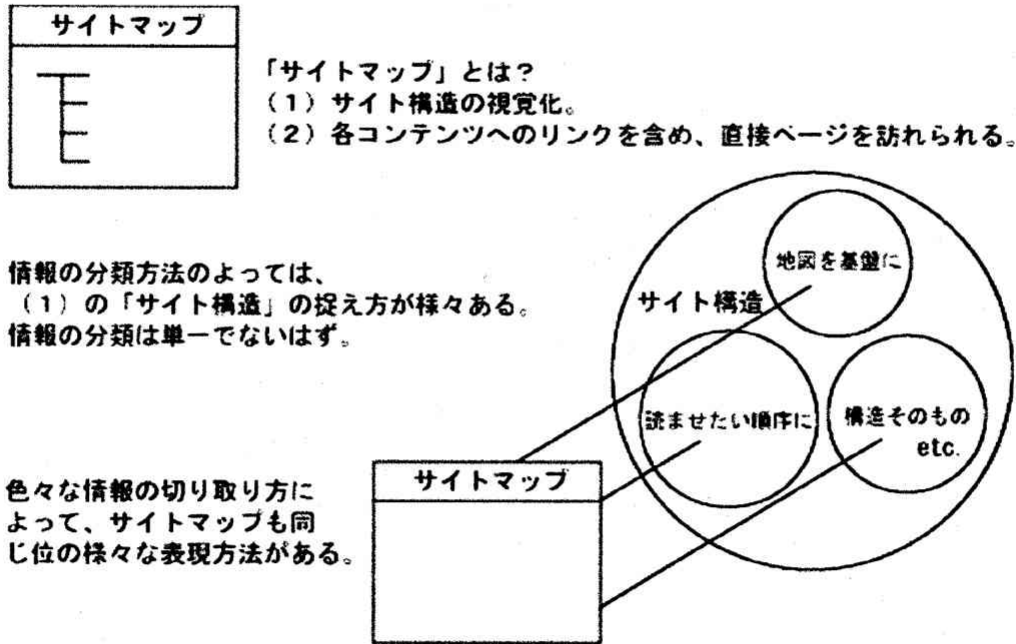 サイトマップ
「サイトマップ」とは？
（１）サイト構造の視覚化。
（２）各コンテンツへのリンクを含め、直接ページを訪れられる。
情報の分類方法のよっては、
（１）の「サイト構造」の捉え方が様々ある。
情報の分類は単一でないはず。
地図を基盤に
サイト構造
読ませたい順序に
構造そのもの
etc.
色々な情報の切り取り方に
よって、サイトマップも同
じ位の様々な表現方法がある。
サイトマップ